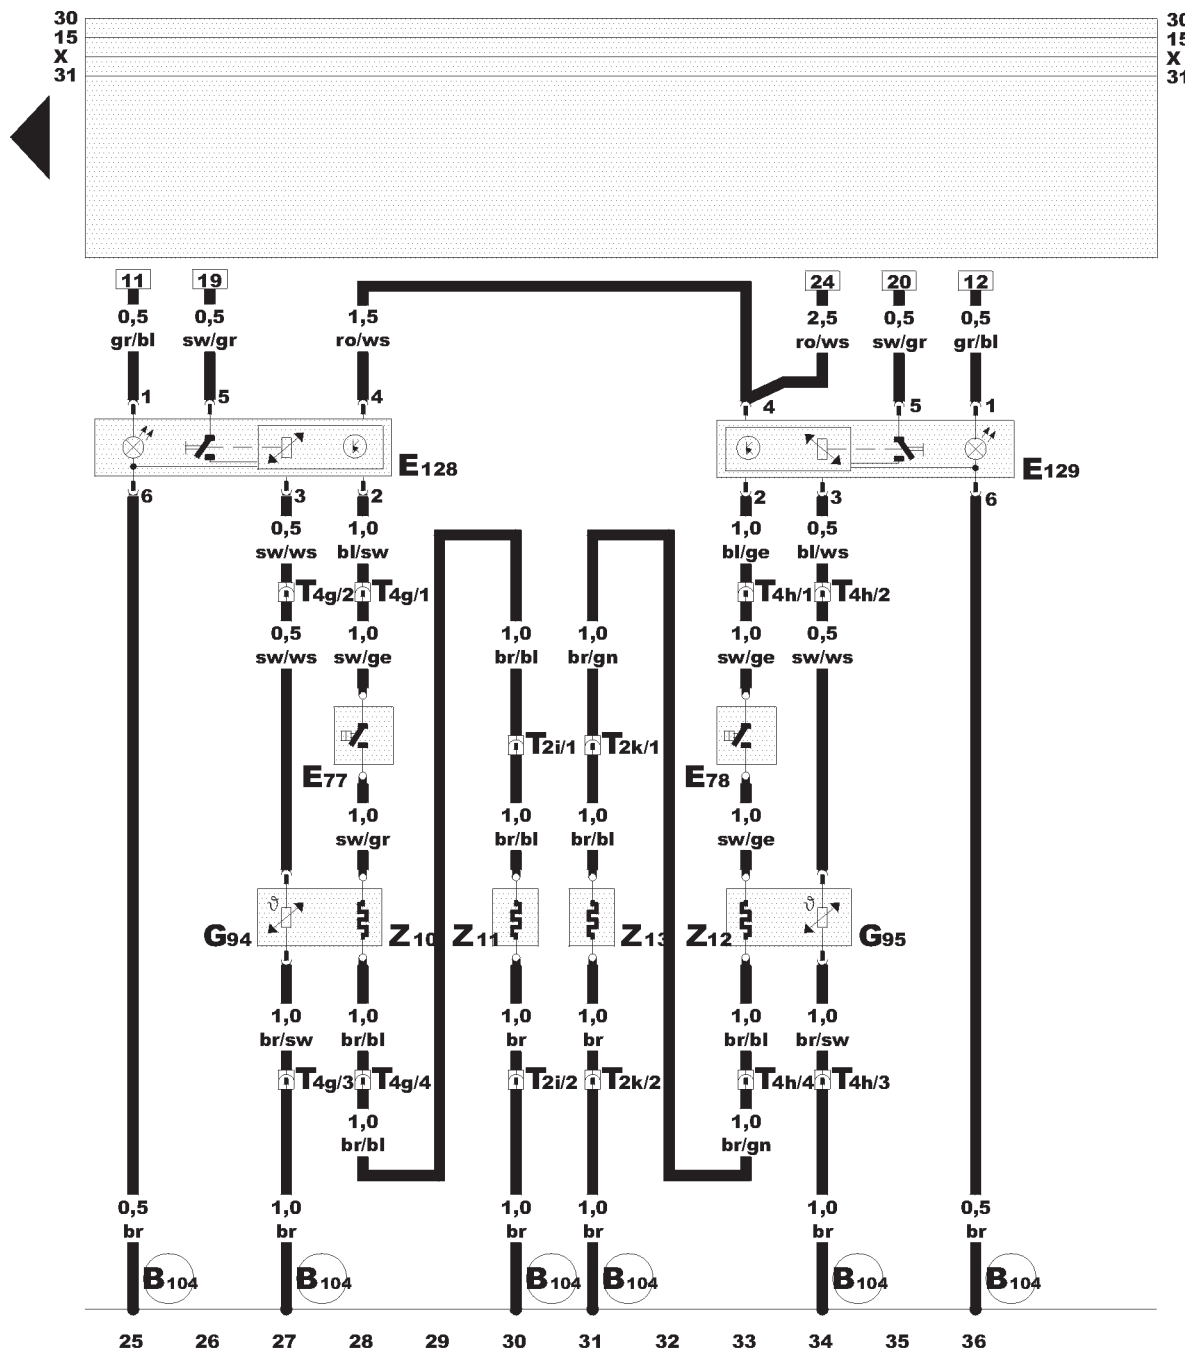 30 30
15 15
X X
31 31
11 19 24 20 12
0,5 0,5 1,5 2,5 0,5 0,5
gr/bl sw/gr ro/ws ro/ws sw/gr gr/bl
1 5 4 4 5 1
E128 E129
6 3 2 2 3 6
0,5 1,0 1,0 0,5
sw/ws bl/sw bl/ge bl/ws
T4g/2 T4g/1 T4h/1 T4h/2
0,5 1,0 1,0 1,0 1,0 0,5
sw/ws sw/ge br/bl br/gn sw/ge sw/ws
T2i/1 T2k/1
E77 E78
1,0 1,0 1,0 1,0
sw/gr br/bl br/bl sw/ge
ϑ ϑ
G94 Z10 Z11 Z13 Z12 G95
1,0 1,0 1,0 1,0 1,0 1,0
br/sw br/bl br br br/bl br/sw
T4g/3 T4g/4 T2i/2 T2k/2 T4h/4 T4h/3
1,0 1,0
br/bl br/gn
0,5 1,0 1,0 1,0 1,0 0,5
br br br br br br
B104 B104 B104 B104 B104 B104
25 26 27 28 29 30 31 32 33 34 35 36